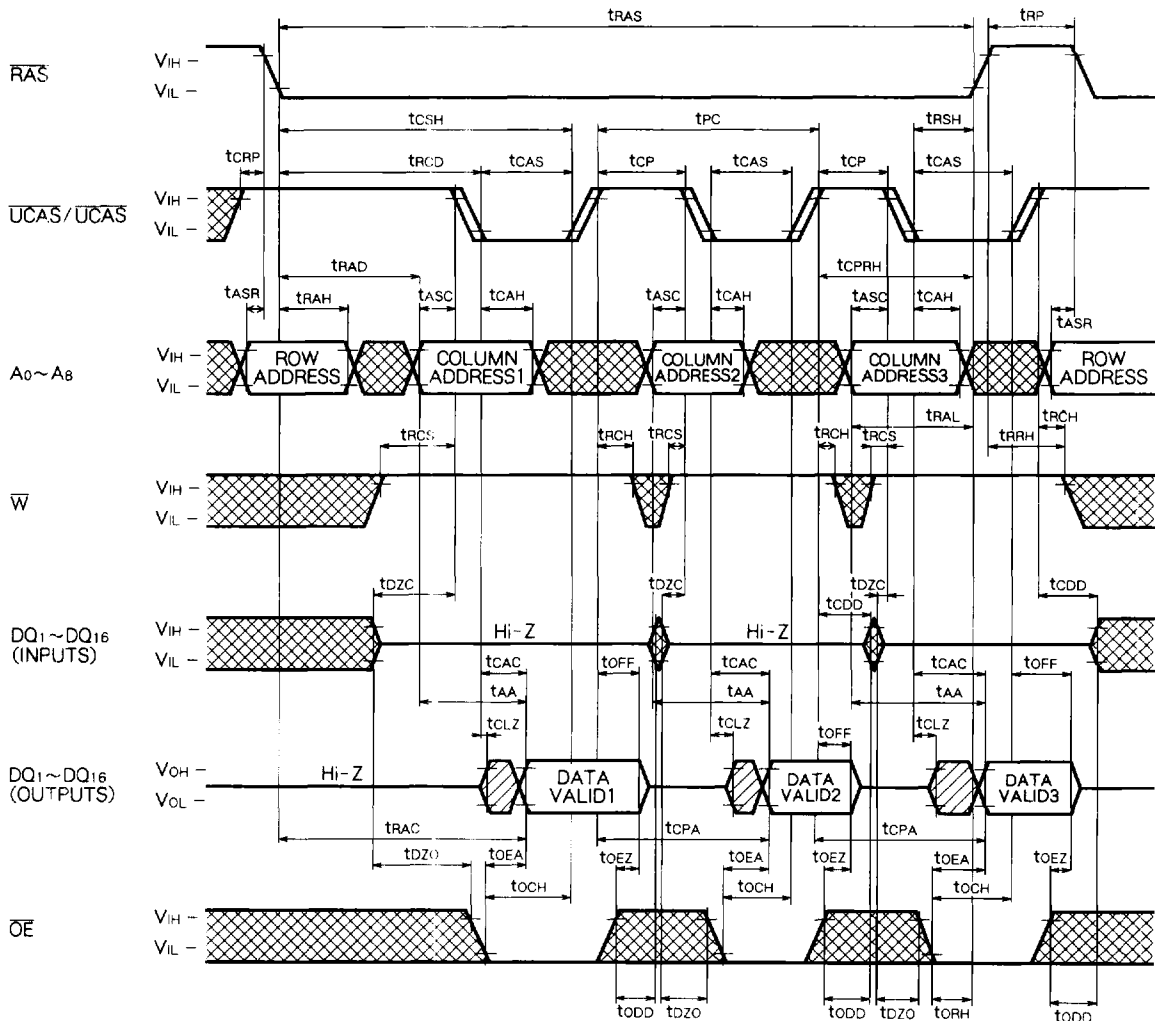 tRAS tRP
RAS VIH
VIL
tCSH tPC tRSH
tCRP tRCD tCAS tCP tCAS tCP tCAS
UCAS / UCAS VIH
VIL
tRAD tCPRH
tASR tRAH tASC tCAH tASC tCAH tASC tCAH tASR
A0~A8 VIH
VIL
ROW ADDRESS
COLUMN ADDRESS1
COLUMN ADDRESS2
COLUMN ADDRESS3
ROW ADDRESS
tRAL tRCH
tRCS tRCH tRCS tRCH tRCS tRRH
W VIH
VIL
tDZC tDZC tDZC tCDD
tCDD
DQ1~DQ16 (INPUTS) VIH
VIL
Hi-Z Hi-Z
tCAC tOFF tCAC tCAC tOFF
tAA tAA tAA
tCLZ tCLZ tOFF tCLZ
DQ1~DQ16 (OUTPUTS) VOH
VOL
Hi-Z
DATA VALID1
DATA VALID2
DATA VALID3
tRAC tCPA tCPA
tDZO tOEA tOEZ tOEA tOEZ tOEA tOEZ
tOCH tOCH tOCH
OE VIH
VIL
tODD tDZO tODD tDZO tORH tODD